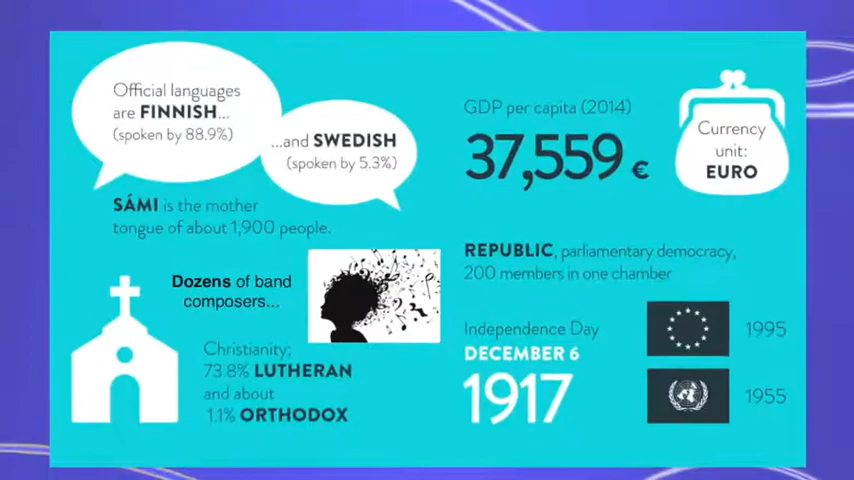 Official languages
are FINNISH...
(spoken by 88.9%)
...and SWEDISH
(spoken by 5.3%)
SÁMI is the mother
tongue of about 1,900 people.
Dozens of band
composers...
Christianity;
73.8% LUTHERAN
and about
1.1% ORTHODOX
GDP per capita (2014)
37,559 €
Currency
unit:
EURO
REPUBLIC, parliamentary democracy,
200 members in one chamber
Independence Day
DECEMBER 6
1917
1995
1955